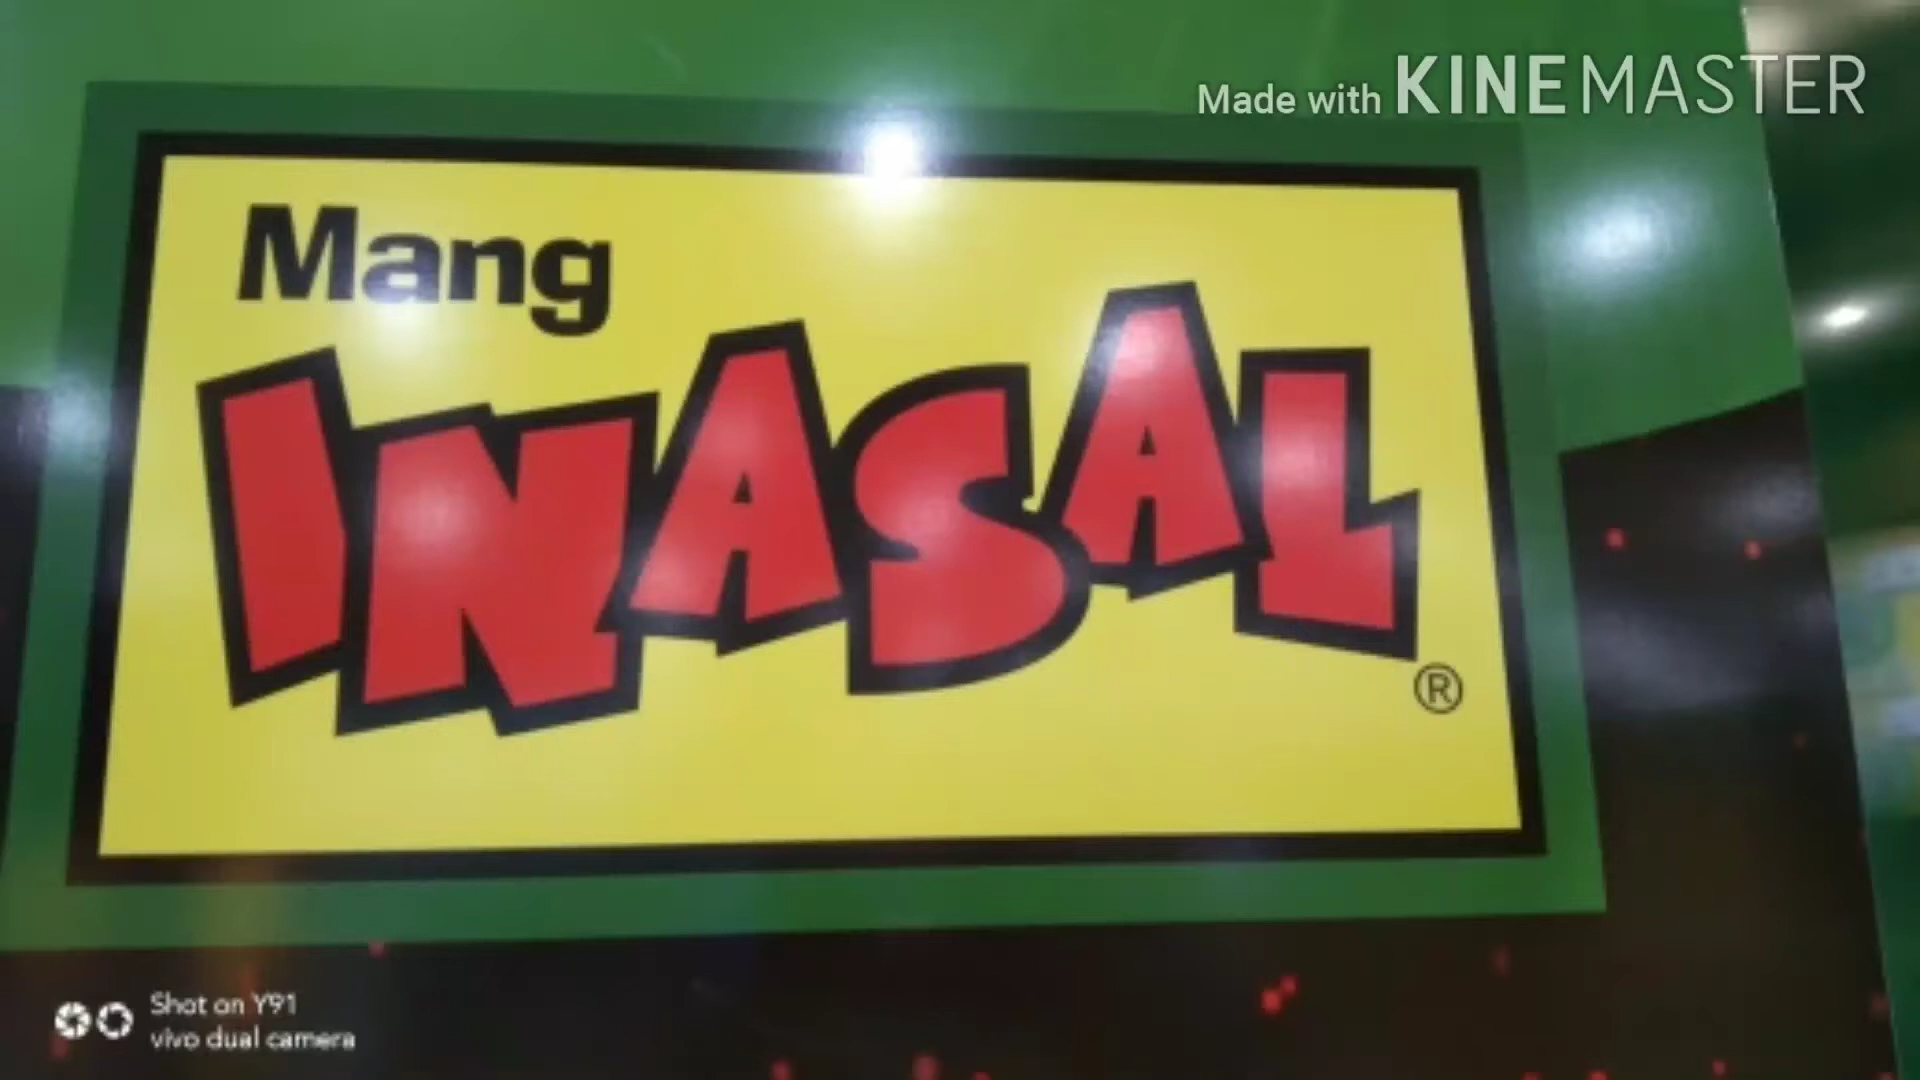 Made with KINEMASTER
Mang
INASAL
®
Shot on Y91
vivo dual camera